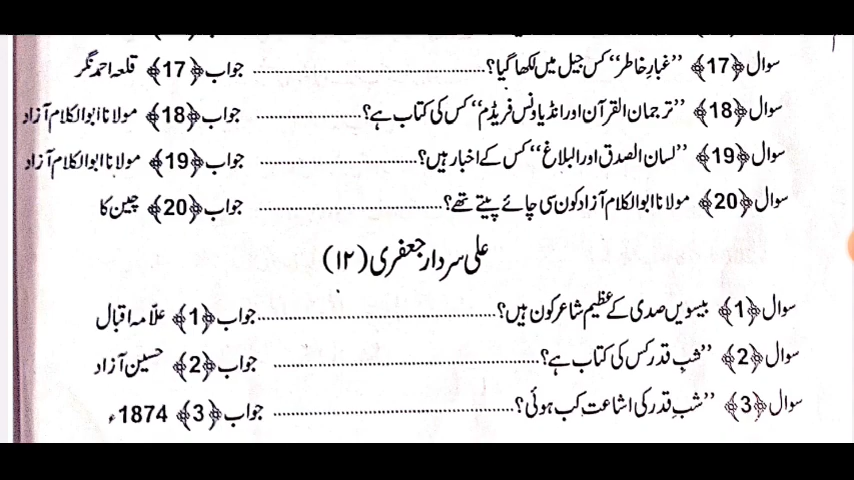 سوال ﴿17﴾ ”غبارِ خاطر“ کس جیل میں لکھا گیا؟ .......... جواب ﴿17﴾ قلعہ احمد نگر
سوال ﴿18﴾ ”ترجمان القرآن اور انڈیا ونس فریڈم“ کس کی کتاب ہے؟ .......... جواب ﴿18﴾ مولانا ابوالکلام آزاد
سوال ﴿19﴾ ”لسان الصدق اور البلاغ“ کس کے اخبار ہیں؟ .......... جواب ﴿19﴾ مولانا ابوالکلام آزاد
سوال ﴿20﴾ مولانا ابوالکلام آزاد کون سی چائے پیتے تھے؟ .......... جواب ﴿20﴾ چین کا
علی سردار جعفری (۱۲)
سوال ﴿1﴾ بیسویں صدی کے عظیم شاعر کون ہیں؟ .......... جواب ﴿1﴾ علّامہ اقبال
سوال ﴿2﴾ ”شبِ قدر کس کی کتاب ہے؟ .......... جواب ﴿2﴾ حسین آزاد
سوال ﴿3﴾ ”شبِ قدر کی اشاعت کب ہوئی؟ .......... جواب ﴿3﴾ 1874ء